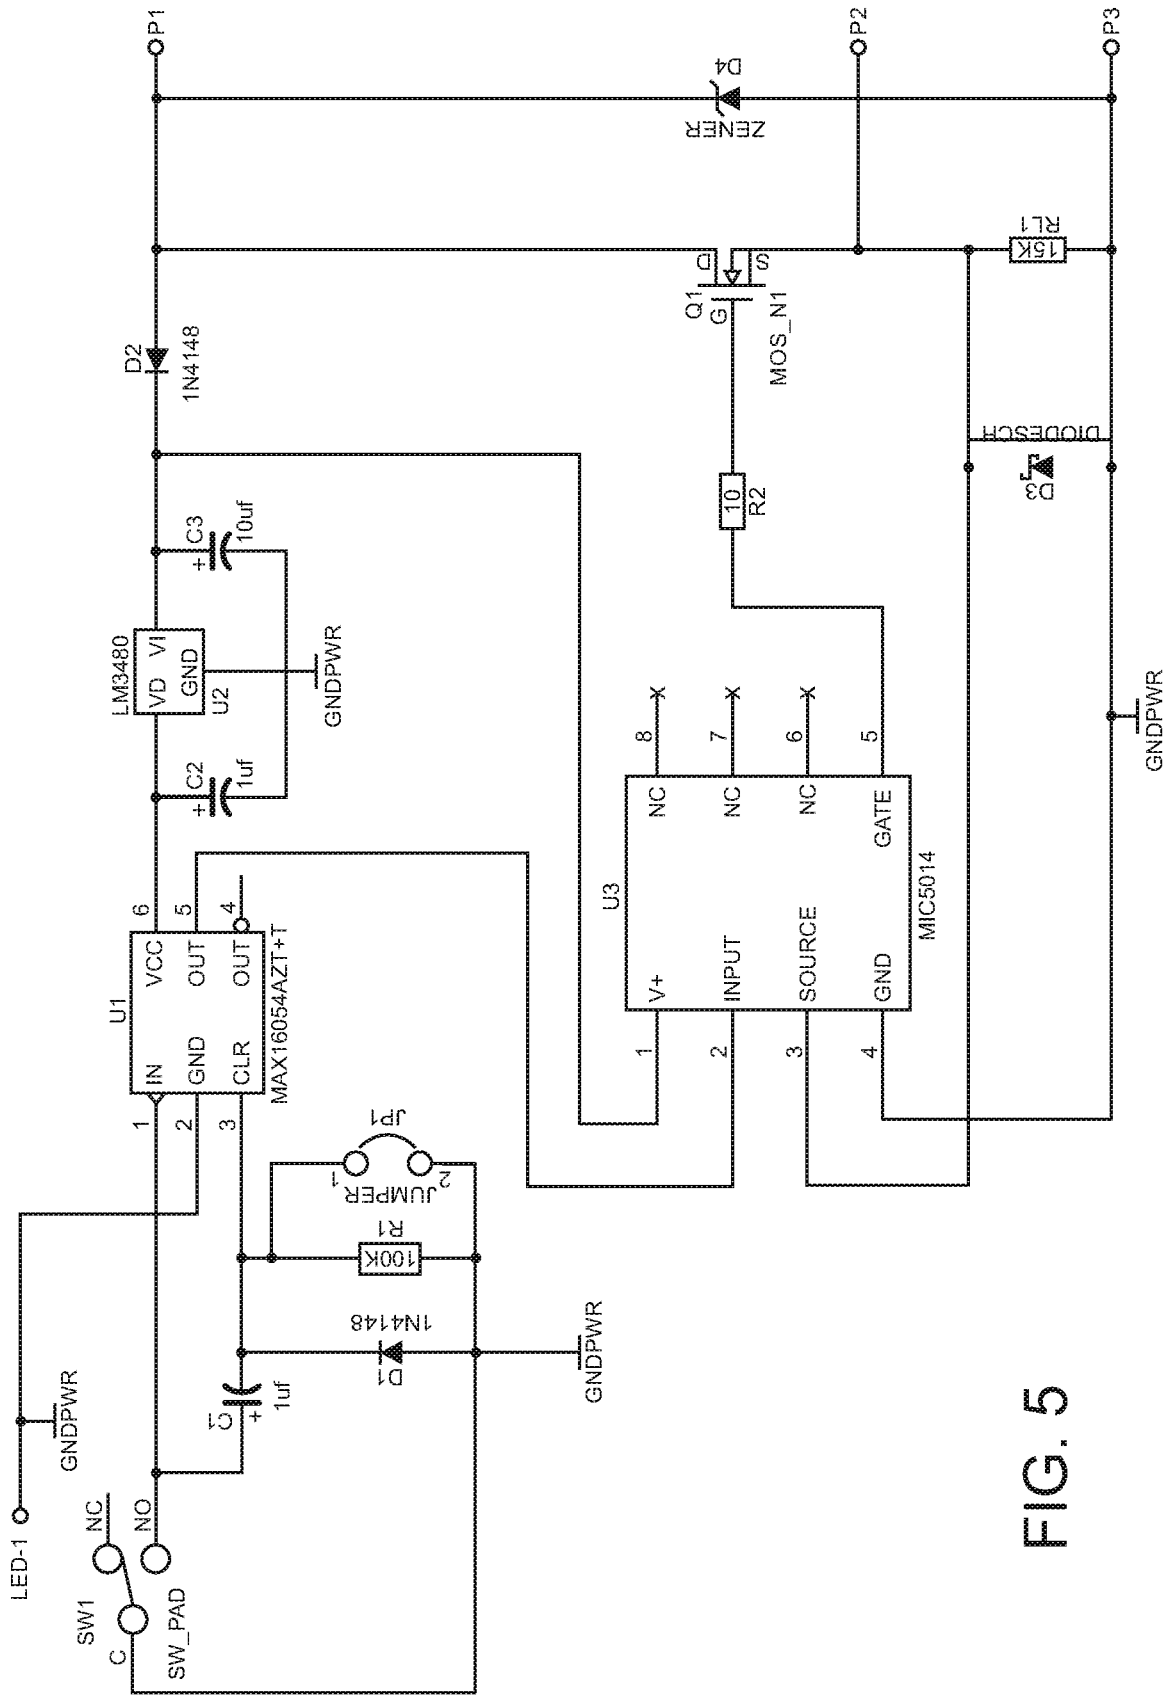 LED-1
GNDPWR
SW1
NC
NO
C
SW_PAD
C1
+
1uf
D1
1N4148
GNDPWR
R1
100K
JUMPER
JP1
1
2
U1
MAX16054AZT+T
IN
GND
CLR
VCC
OUT
OUT
1
2
3
6
5
4
C2
+
1uf
LM3480
VD
VI
GND
U2
C3
+
10uf
GNDPWR
D2
1N4148
P1
U3
MIC5014
V+
INPUT
SOURCE
GND
NC
NC
NC
GATE
1
2
3
4
8
7
6
5
10
R2
Q1
G
D
S
MOS_N1
D4
ZENER
P2
RL1
15K
DIODESCH
D3
P3
GNDPWR
FIG. 5